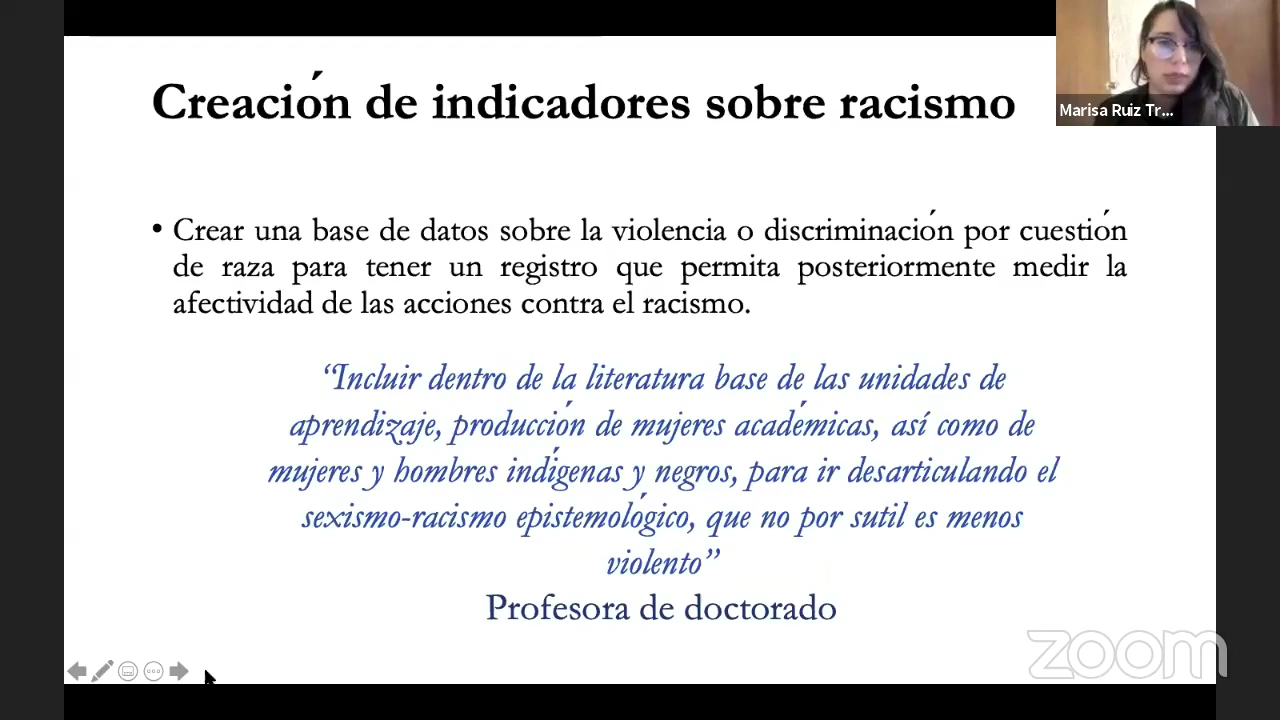 Creación de indicadores sobre racismo
Marisa Ruiz Tr...
• Crear una base de datos sobre la violencia o discriminación por cuestión
de raza para tener un registro que permita posteriormente medir la
afectividad de las acciones contra el racismo.
“Incluir dentro de la literatura base de las unidades de
aprendizaje, producción de mujeres académicas, así como de
mujeres y hombres indígenas y negros, para ir desarticulando el
sexismo-racismo epistemológico, que no por sutil es menos
violento”
Profesora de doctorado
zoom